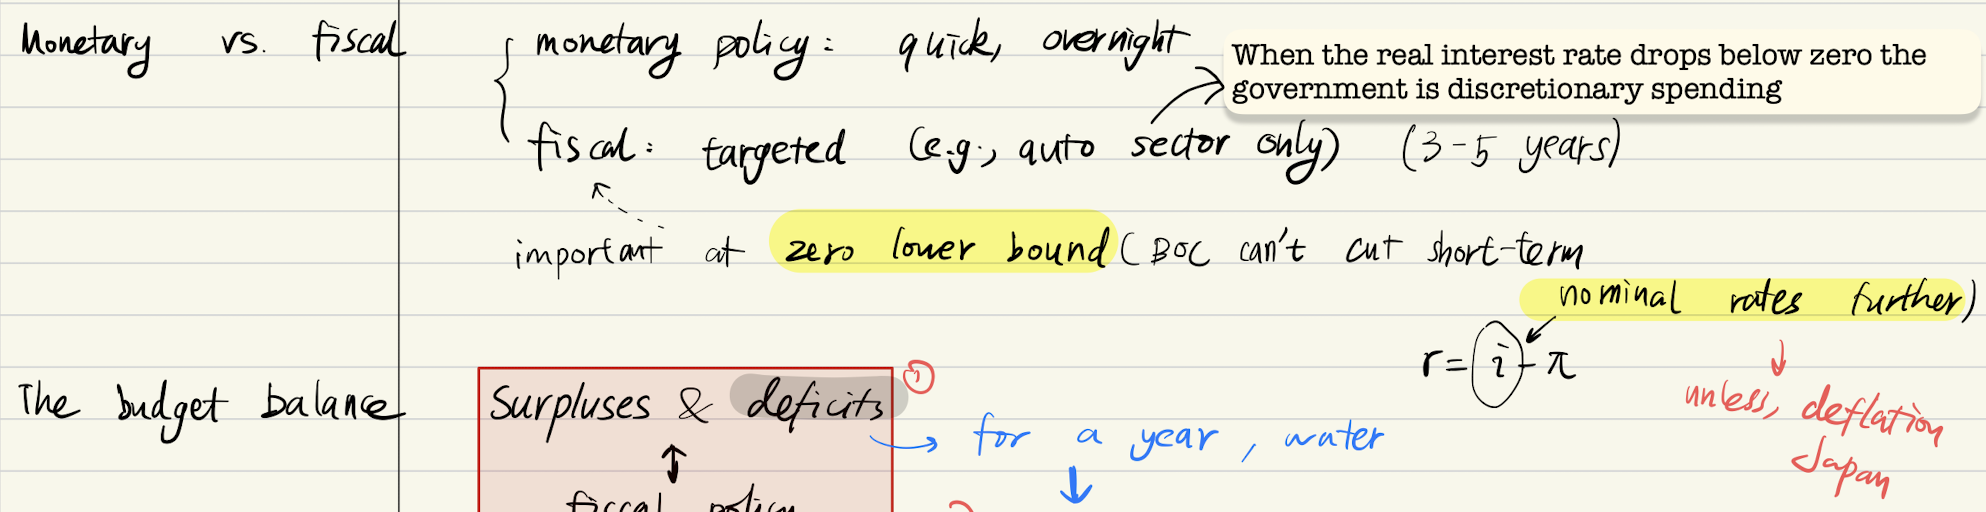 Monetary vs. fiscal
monetary policy: quick, overnight
When the real interest rate drops below zero the
government is discretionary spending
fiscal: targeted (e.g., auto sector only) (3-5 years)
important at zero lower bound (BOC can't cut short-term
nominal rates further)
r = i - π
unless, deflation
Japan
The budget balance
Surpluses & deficits
①
for a year, water
fiscal policy